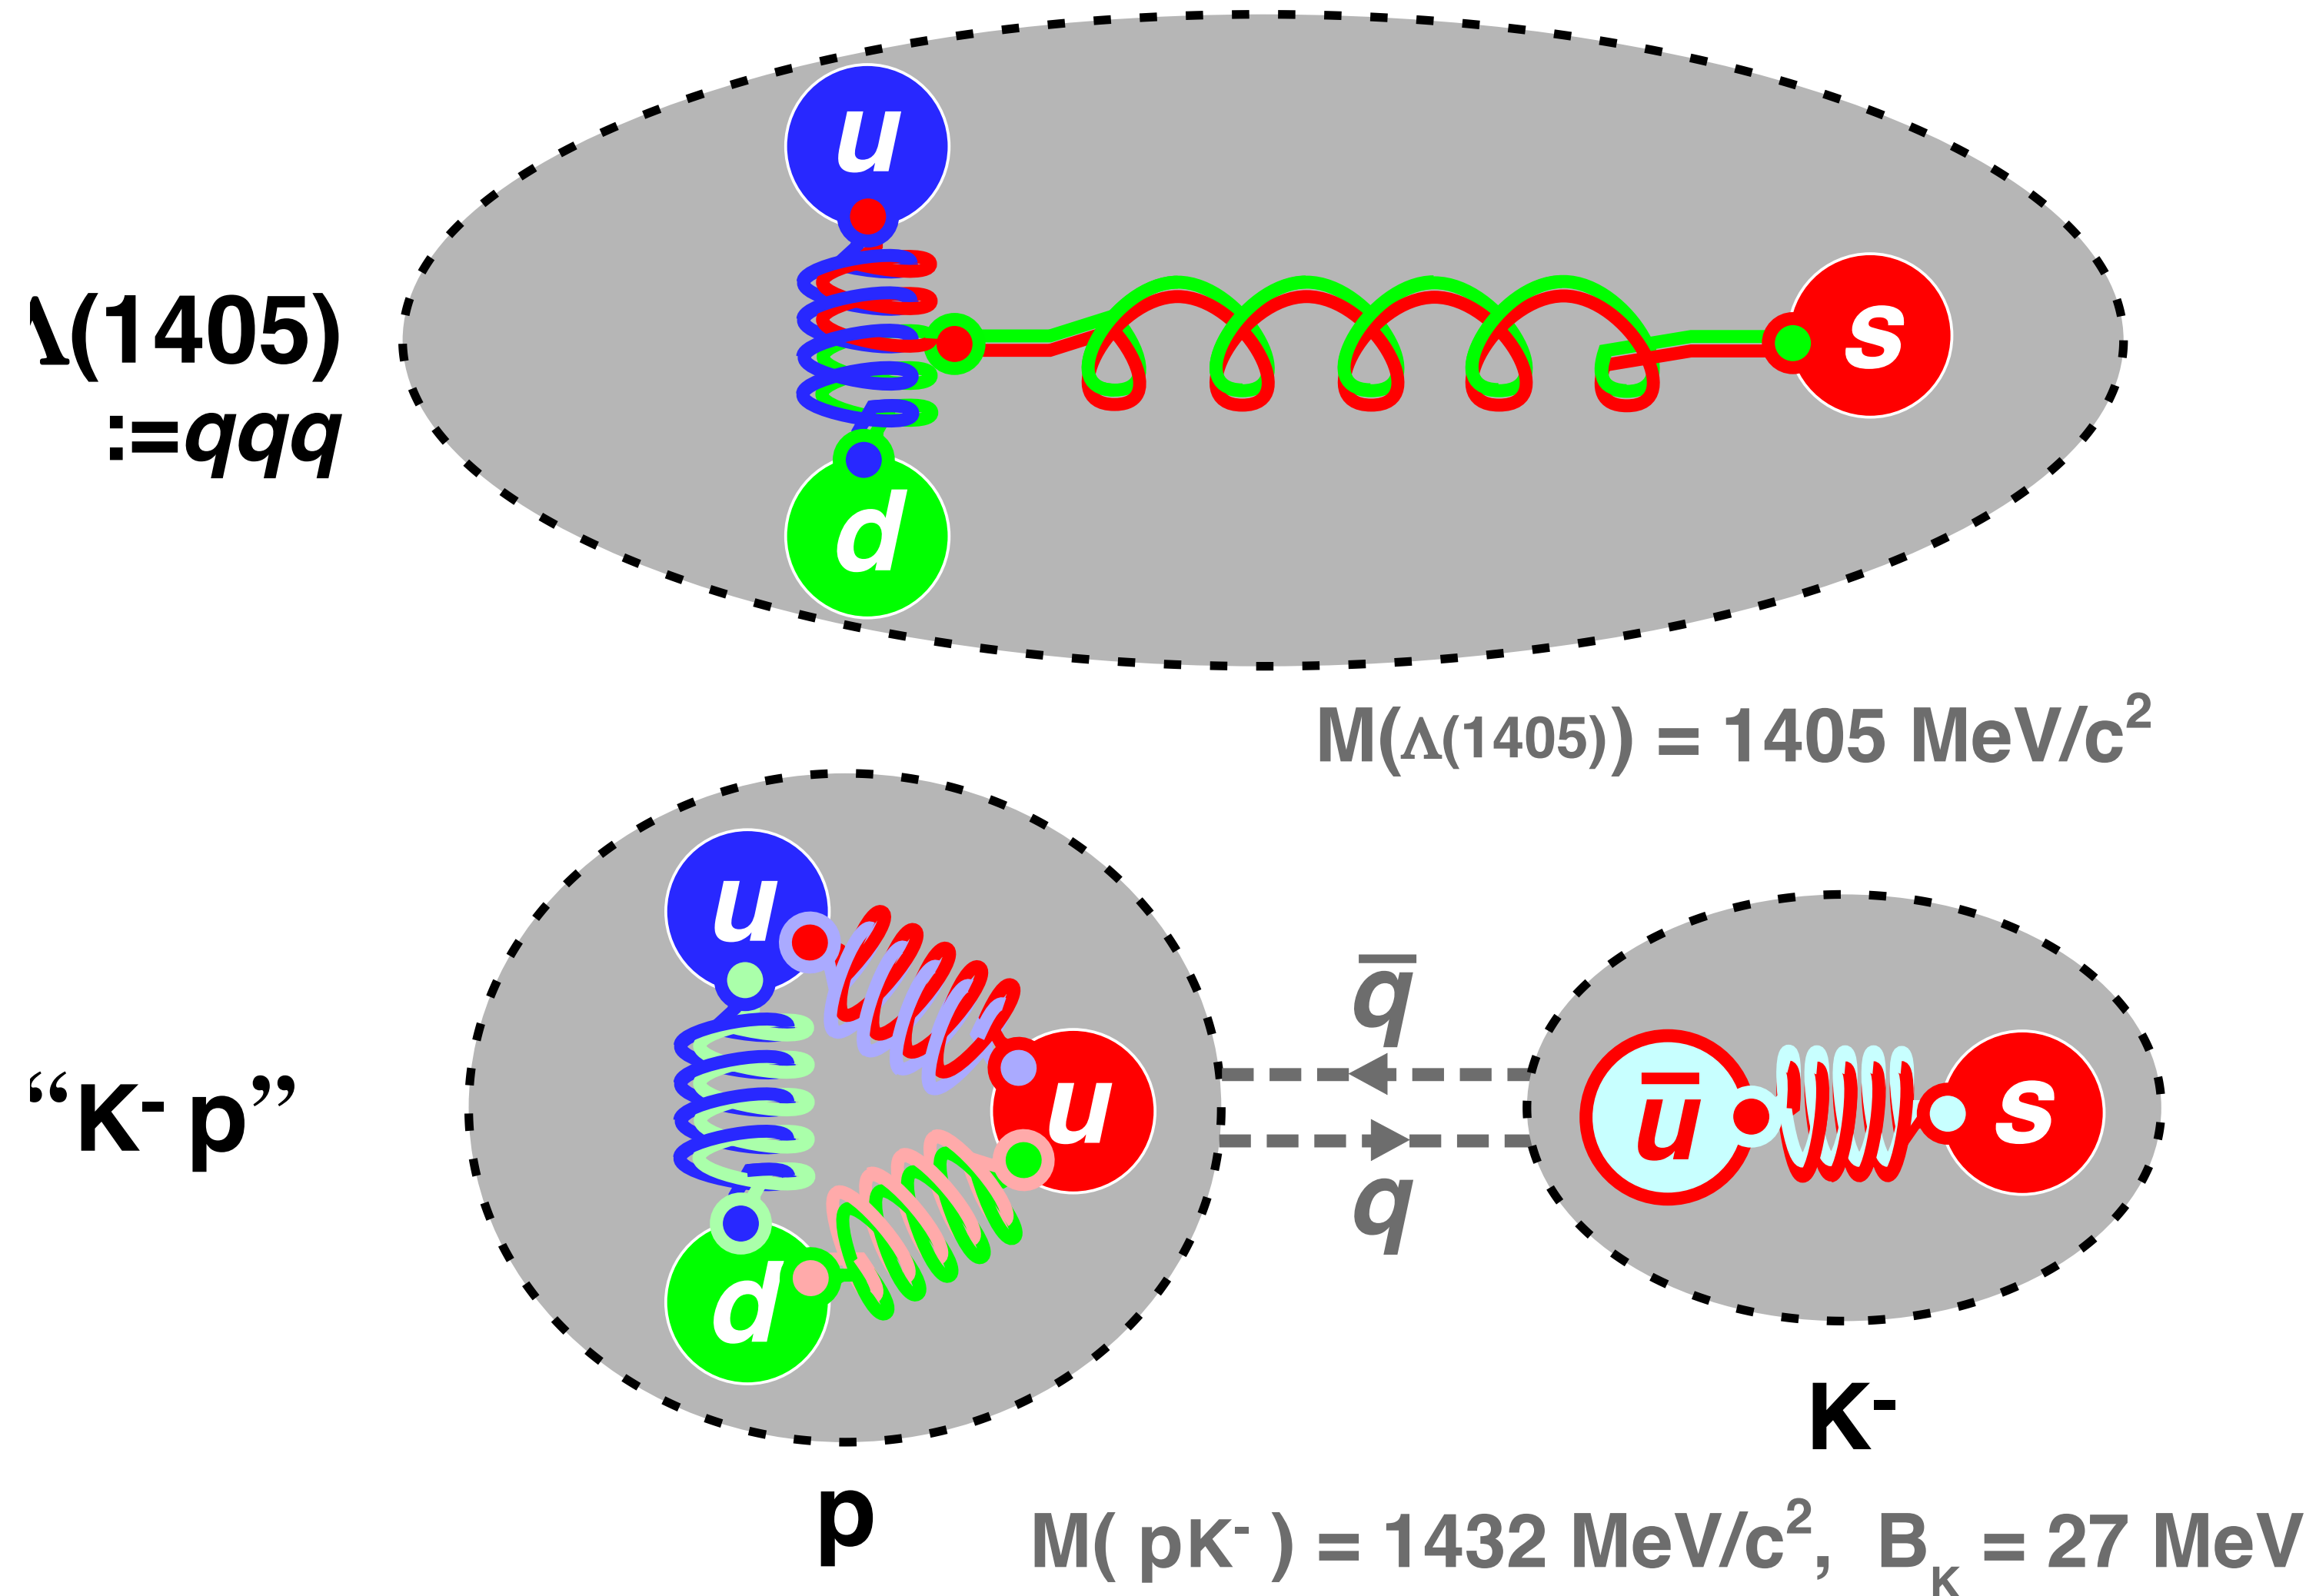 u
Λ(1405)
s
:=qqq
d
M(Λ(1405)) = 1405 MeV/c²
u
q̅
“K⁻ p”
u
u̅
s
q
d
K⁻
p
M( pK⁻ ) = 1432 MeV/c², B_K = 27 MeV